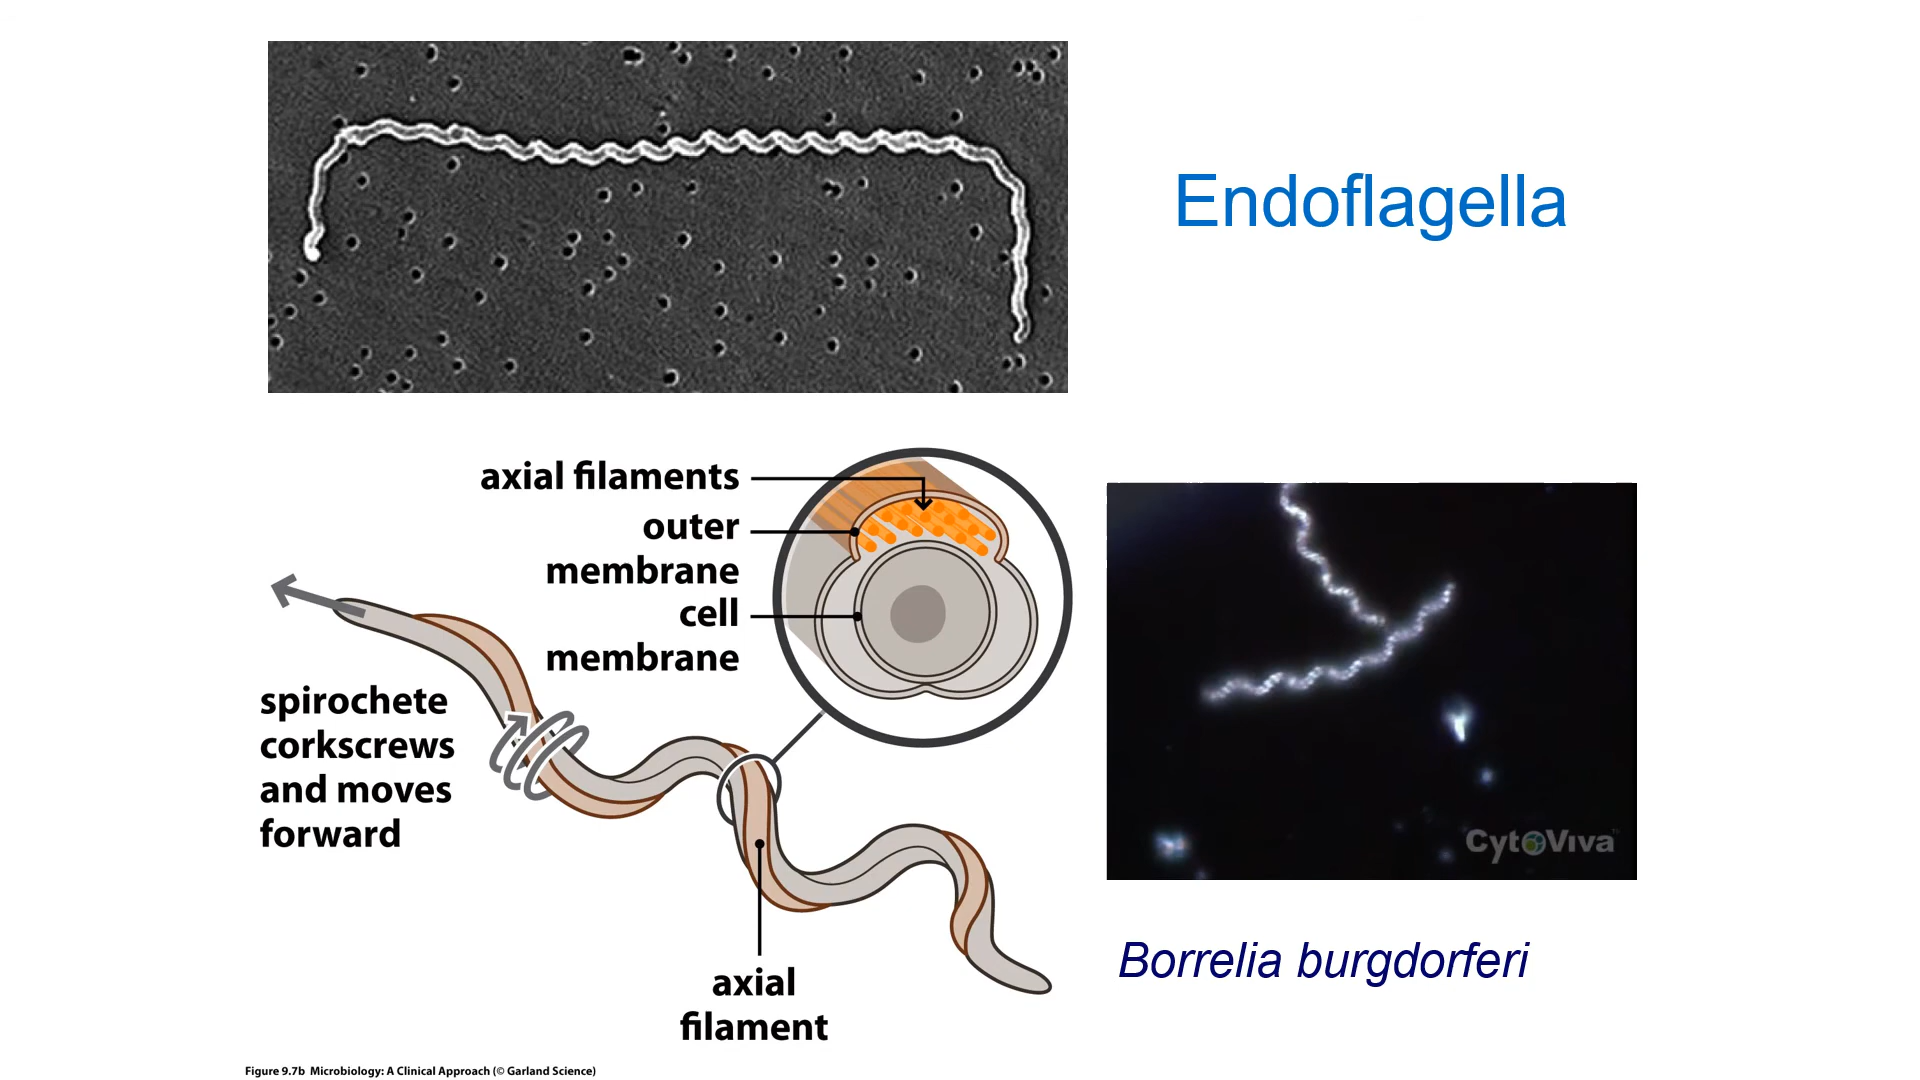 Endoflagella
axial filaments
outer
membrane
cell
membrane
spirochete
corkscrews
and moves
forward
axial
filament
CytoViva™
Borrelia burgdorferi
Figure 9.7b Microbiology: A Clinical Approach (© Garland Science)